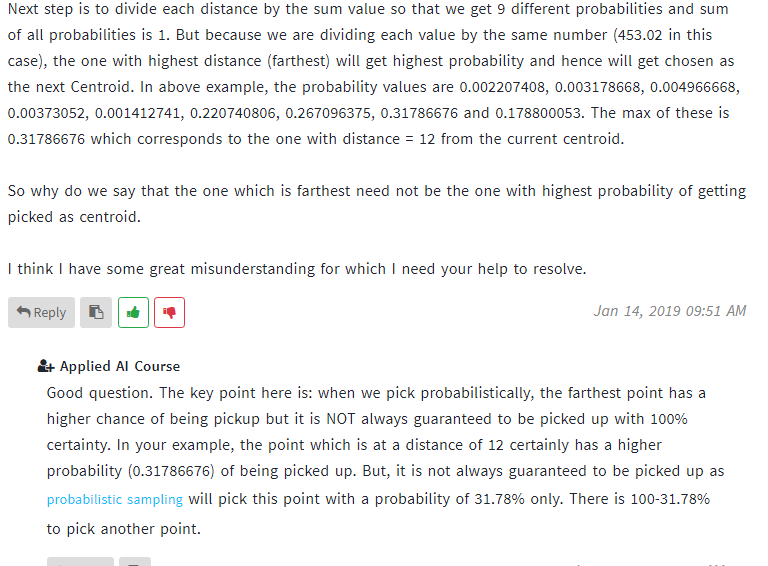 Next step is to divide each distance by the sum value so that we get 9 different probabilities and sum
of all probabilities is 1. But because we are dividing each value by the same number (453.02 in this
case), the one with highest distance (farthest) will get highest probability and hence will get chosen as
the next Centroid. In above example, the probability values are 0.002207408, 0.003178668, 0.004966668,
0.00373052, 0.001412741, 0.220740806, 0.267096375, 0.31786676 and 0.178800053. The max of these is
0.31786676 which corresponds to the one with distance = 12 from the current centroid.
So why do we say that the one which is farthest need not be the one with highest probability of getting
picked as centroid.
I think I have some great misunderstanding for which I need your help to resolve.
Reply
Jan 14, 2019 09:51 AM
Applied AI Course
Good question. The key point here is: when we pick probabilistically, the farthest point has a
higher chance of being pickup but it is NOT always guaranteed to be picked up with 100%
certainty. In your example, the point which is at a distance of 12 certainly has a higher
probability (0.31786676) of being picked up. But, it is not always guaranteed to be picked up as
probabilistic sampling will pick this point with a probability of 31.78% only. There is 100-31.78%
to pick another point.